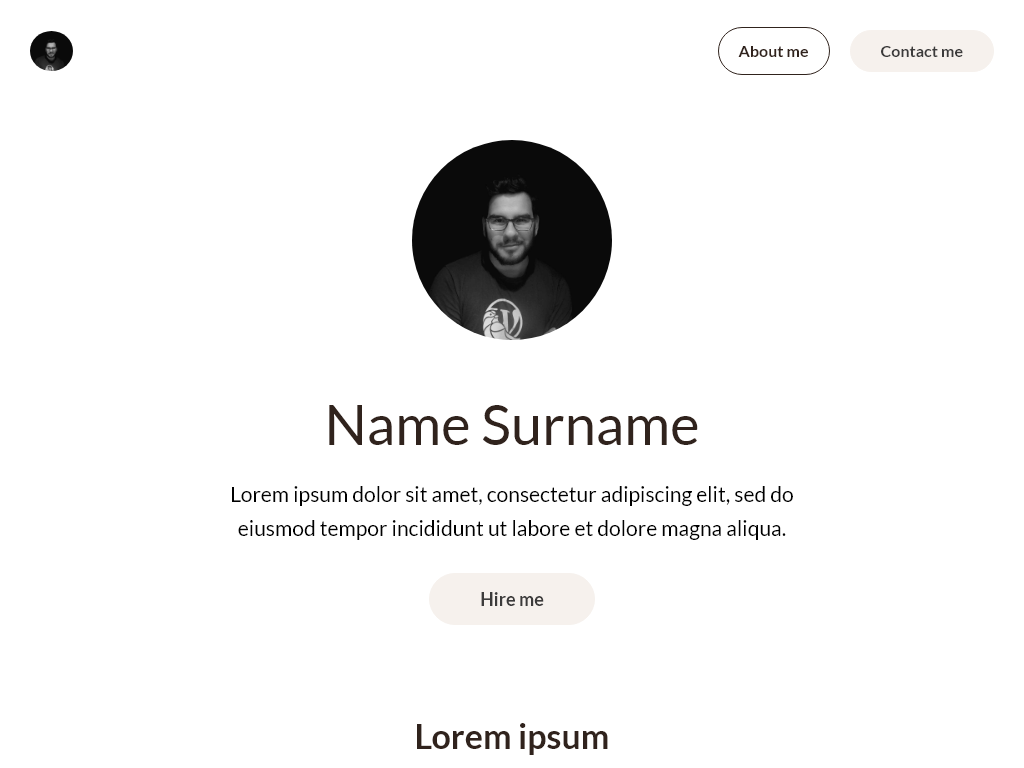 About me
Contact me
Name Surname
Lorem ipsum dolor sit amet, consectetur adipiscing elit, sed do
eiusmod tempor incididunt ut labore et dolore magna aliqua.
Hire me
Lorem ipsum